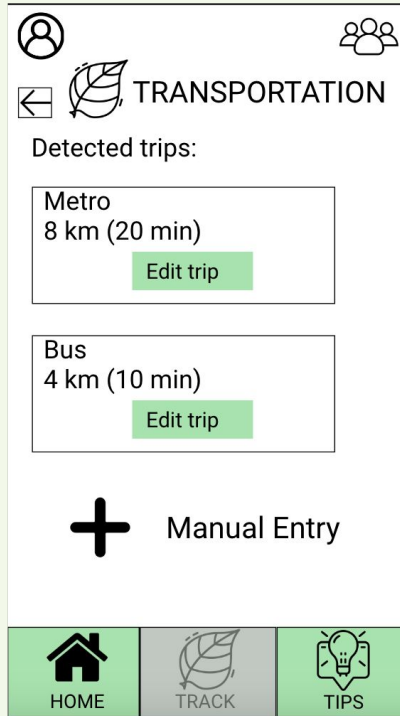 TRANSPORTATION
Detected trips:
Metro
8 km (20 min)
Edit trip
Bus
4 km (10 min)
Edit trip
Manual Entry
HOME
TRACK
TIPS